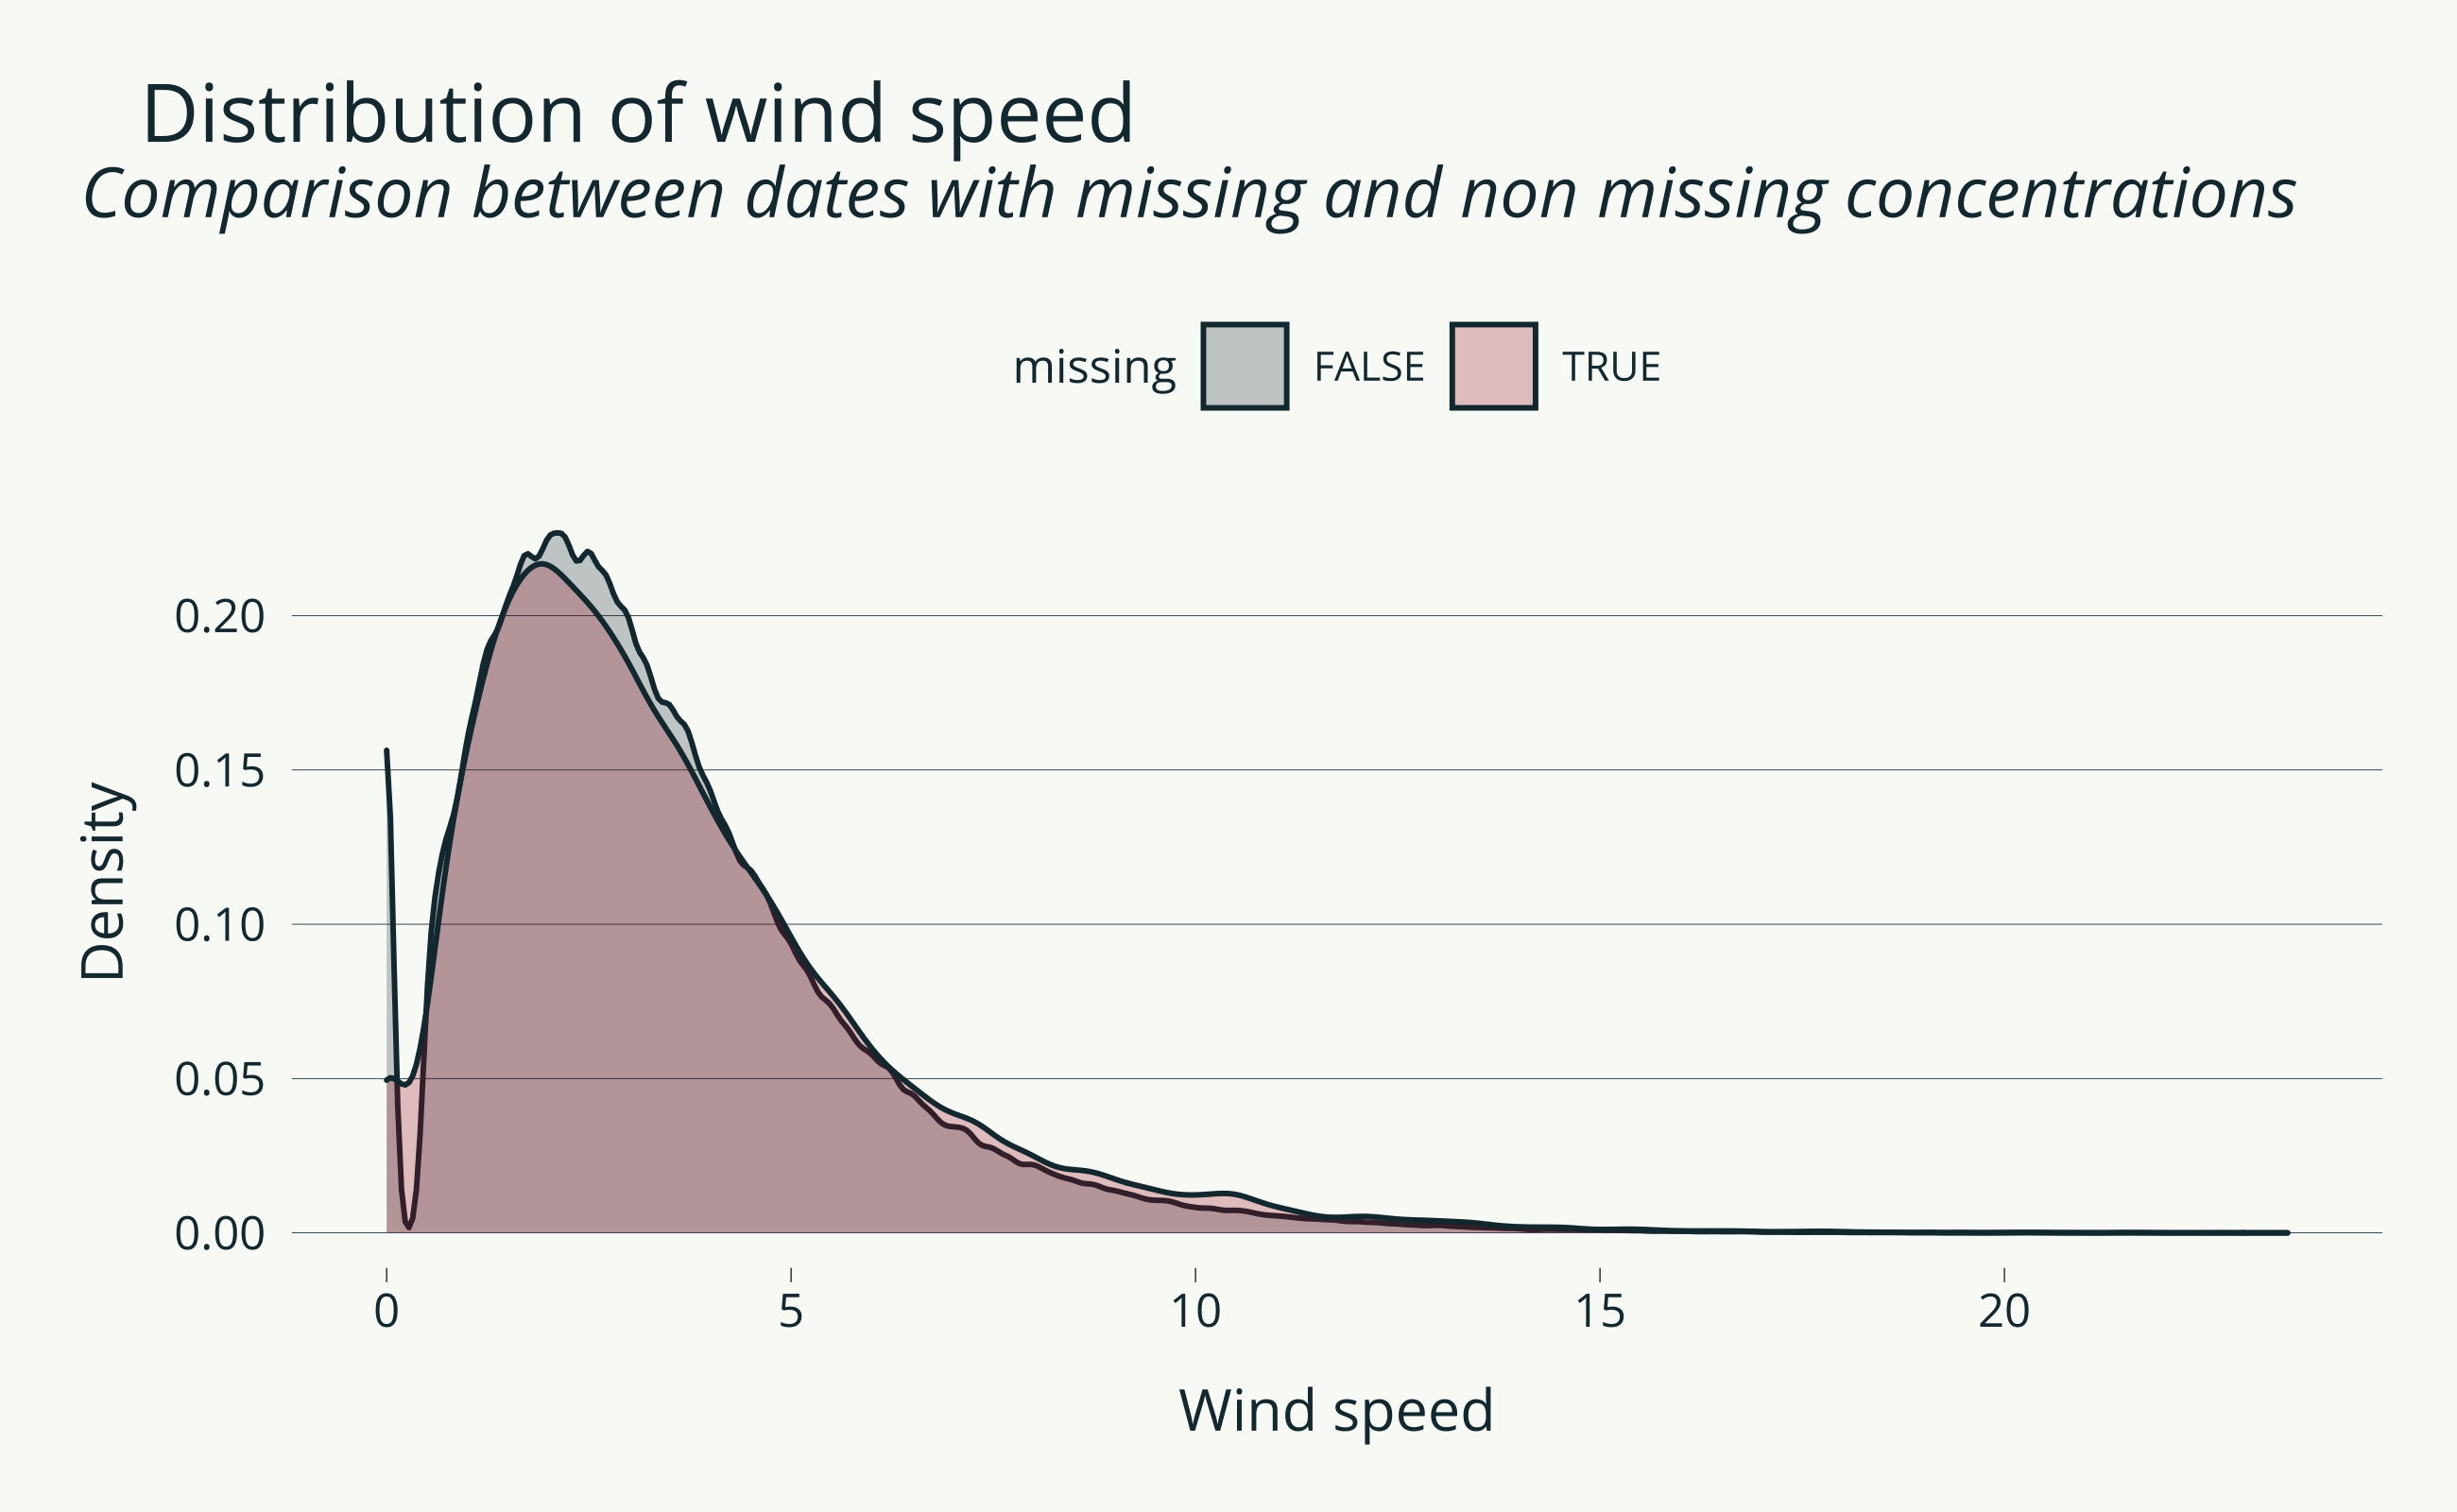 Distribution of wind speed
Comparison between dates with missing and non missing concentrations
missing FALSE TRUE
0.20
0.15
0.10
0.05
0.00
Density
0 5 10 15 20
Wind speed